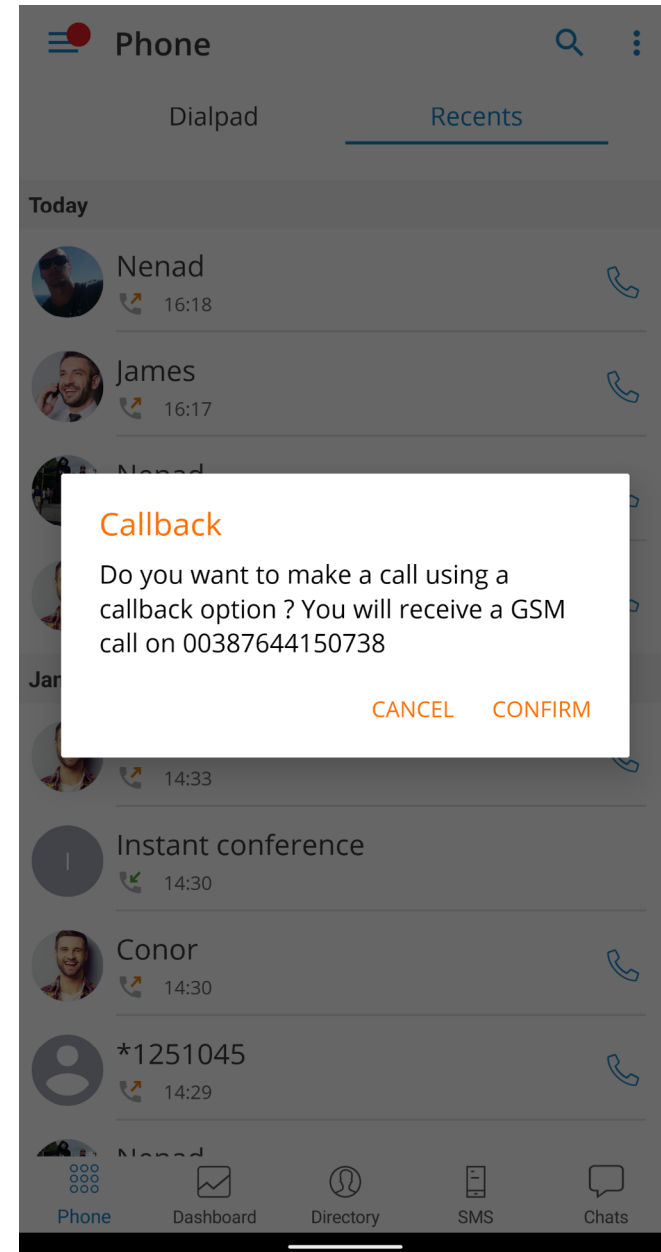 Phone
Dialpad Recents
Today
Nenad
16:18
James
16:17
Nenad
Callback
Do you want to make a call using a
callback option ? You will receive a GSM
call on 00387644150738
CANCEL CONFIRM
14:33
I
Instant conference
14:30
Conor
14:30
*1251045
14:29
Nenad
Phone Dashboard Directory SMS Chats